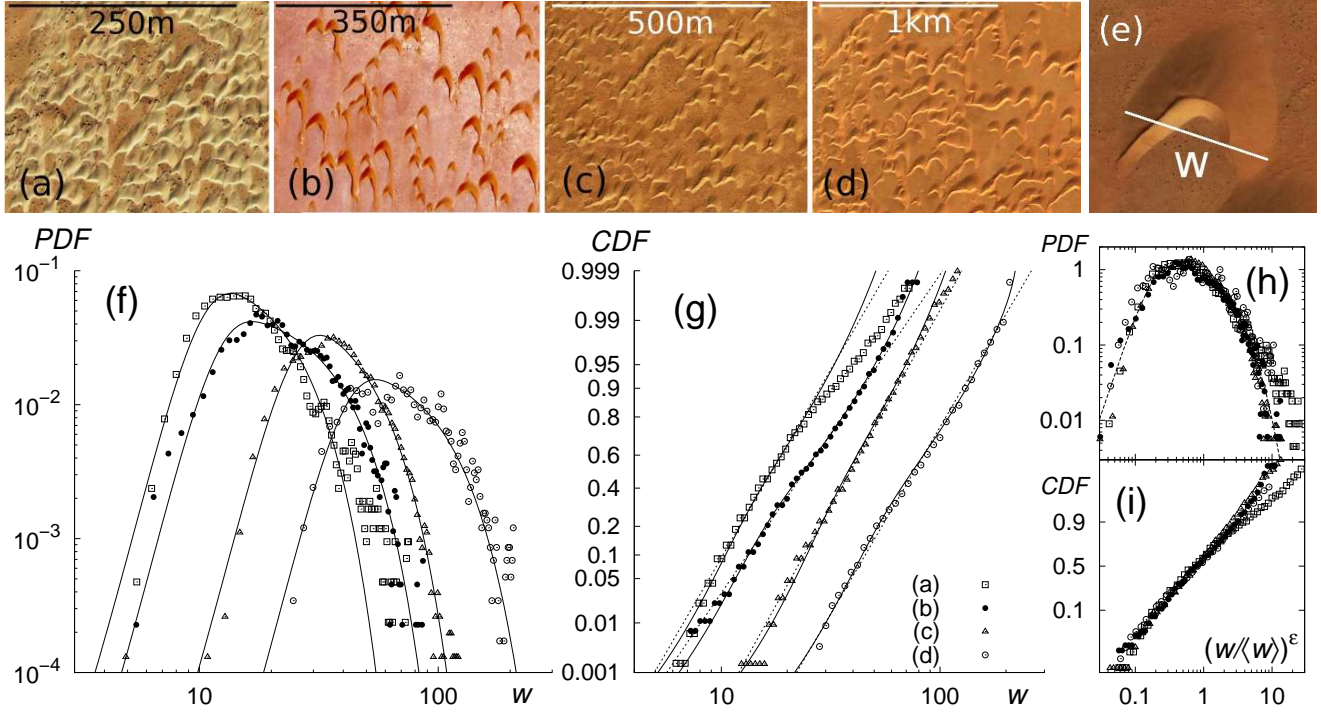 250m
(a)
350m
(b)
500m
(c)
1km
(d)
(e)
W
PDF
10⁻¹
10⁻²
10⁻³
10⁻⁴
(f)
10 100 w
CDF
0.999
0.99
0.95
0.9
0.8
0.6
0.4
0.2
0.1
0.05
0.01
0.001
(g)
(a)
(b)
(c)
(d)
10 100 w
PDF
1
0.1
0.01
(h)
CDF
0.9
0.5
0.1
(i)
(w/⟨w⟩)^ε
0.1 1 10